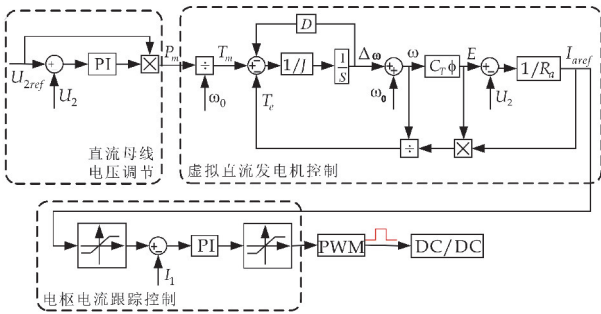 D
P_m
T_m
Δω
ω
E
I_aref
PI
÷
1/J
1/S
C_T ϕ
1/R_a
U_2ref
U_2
ω_0
T_e
ω_0
U_2
÷
直流母线
电压调节
虚拟直流发电机控制
PI
PWM
DC/DC
I_1
电枢电流跟踪控制